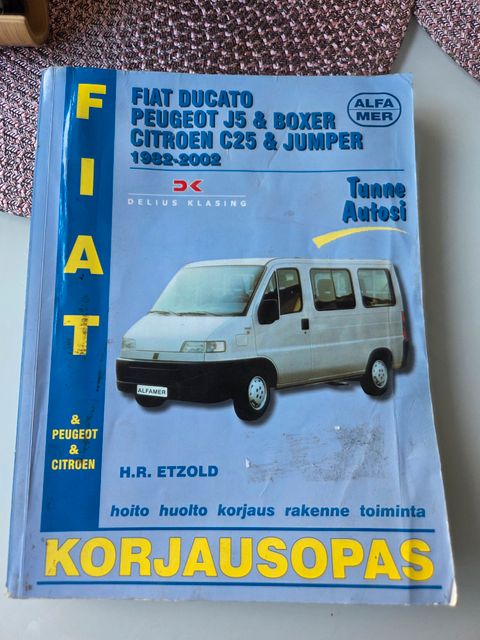 FIAT DUCATO
PEUGEOT J5 & BOXER
CITROEN C25 & JUMPER
1982-2002
ALFA
MER
DELIUS KLASING
Tunne
Autosi
FIAT
&
PEUGEOT
&
CITROEN
ALFAMER
H.R. ETZOLD
hoito huolto korjaus rakenne toiminta
KORJAUSOPAS